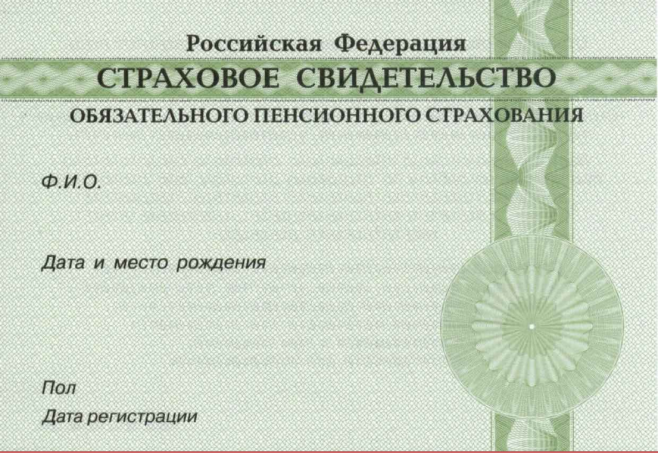 Российская Федерация
СТРАХОВОЕ СВИДЕТЕЛЬСТВО
ОБЯЗАТЕЛЬНОГО ПЕНСИОННОГО СТРАХОВАНИЯ
Ф.И.О.
Дата и место рождения
Пол
Дата регистрации